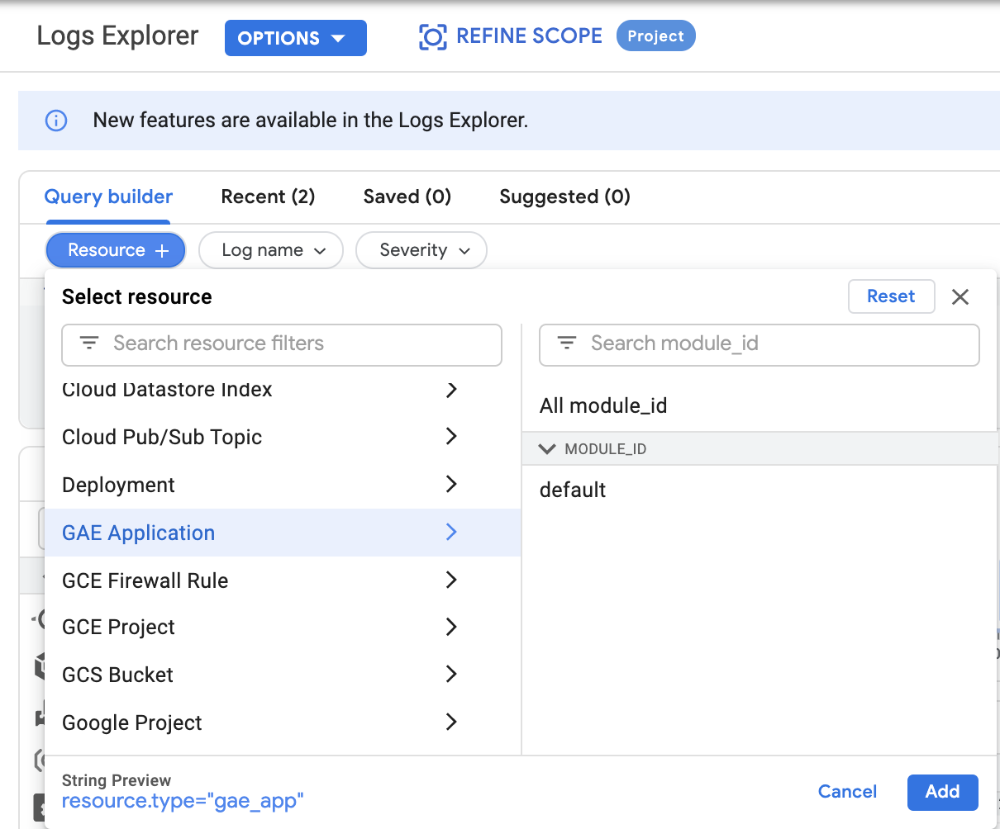 Logs Explorer OPTIONS REFINE SCOPE Project
New features are available in the Logs Explorer.
Query builder Recent (2) Saved (0) Suggested (0)
Resource Log name Severity
Select resource Reset
Search resource filters Search module_id
Cloud Datastore Index
All module_id
Cloud Pub/Sub Topic
MODULE_ID
Deployment
default
GAE Application
GCE Firewall Rule
GCE Project
GCS Bucket
Google Project
String Preview
resource.type="gae_app"
Cancel Add